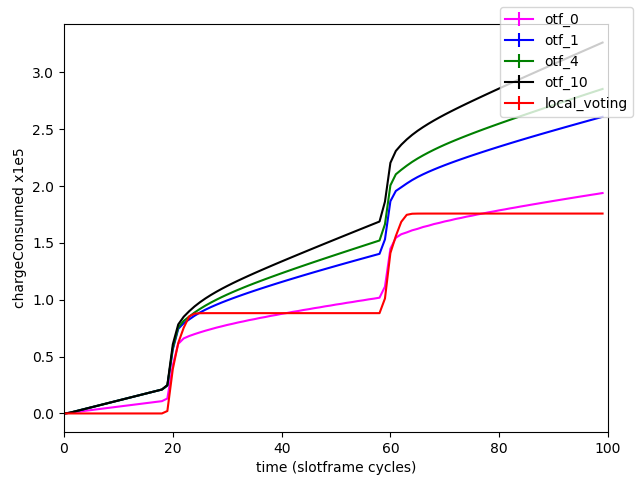 otf_0
otf_1
otf_4
otf_10
local_voting
chargeConsumed x1e5
3.0
2.5
2.0
1.5
1.0
0.5
0.0
0 20 40 60 80 100
time (slotframe cycles)